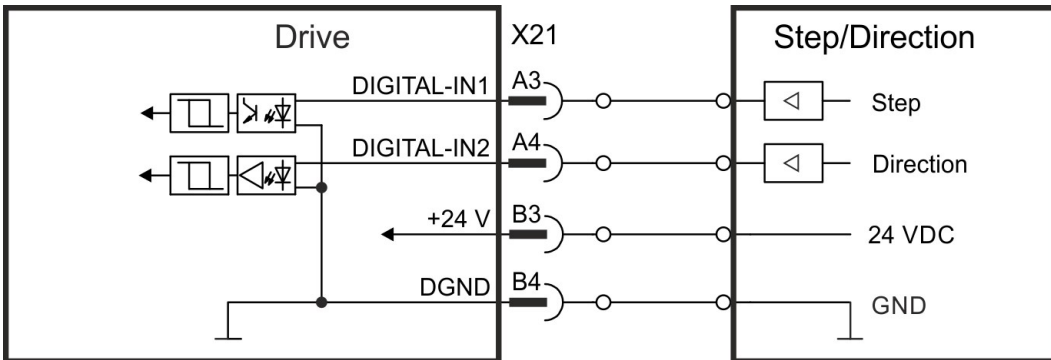 Drive X21 Step/Direction
DIGITAL-IN1 A3 Step
DIGITAL-IN2 A4 Direction
+24 V B3 24 VDC
DGND B4 GND